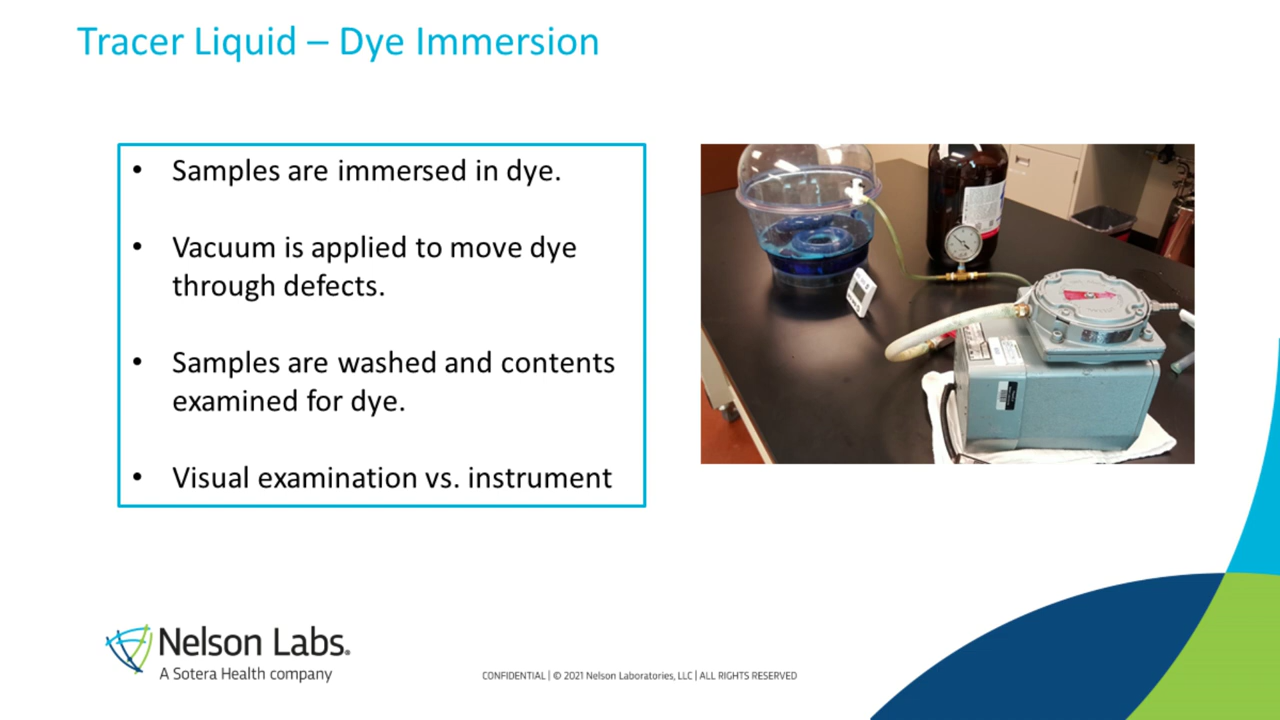 Tracer Liquid – Dye Immersion
• Samples are immersed in dye.
• Vacuum is applied to move dye
through defects.
• Samples are washed and contents
examined for dye.
• Visual examination vs. instrument
Nelson Labs®
A Sotera Health company
CONFIDENTIAL | © 2021 Nelson Laboratories, LLC | ALL RIGHTS RESERVED